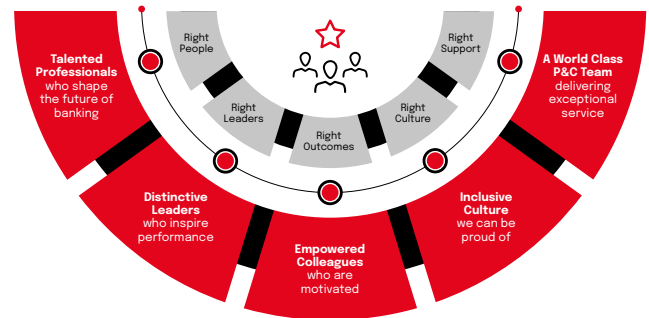 Right
People
Right
Leaders
Right
Outcomes
Right
Culture
Right
Support
Talented
Professionals
who shape
the future of
banking
Distinctive
Leaders
who inspire
performance
Empowered
Colleagues
who are
motivated
Inclusive
Culture
we can be
proud of
A World Class
P&C Team
delivering
exceptional
service